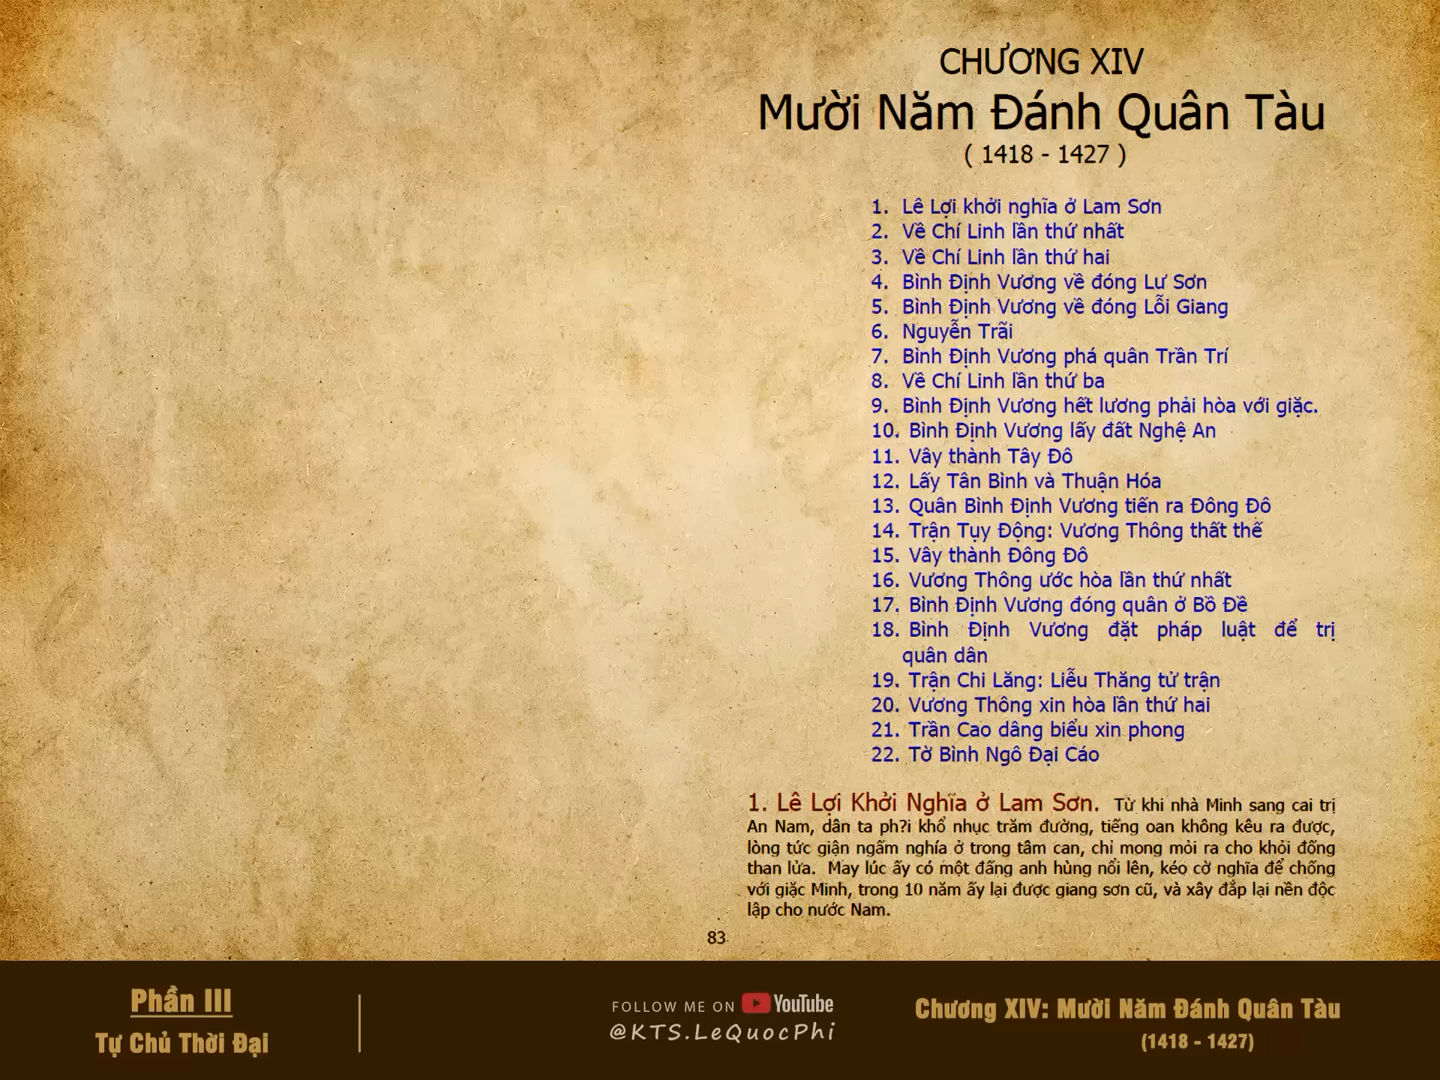 CHƯƠNG XIV
Mười Năm Đánh Quân Tàu
( 1418 - 1427 )
1. Lê Lợi khởi nghĩa ở Lam Sơn
2. Về Chí Linh lần thứ nhất
3. Về Chí Linh lần thứ hai
4. Bình Định Vương về đóng Lư Sơn
5. Bình Định Vương về đóng Lỗi Giang
6. Nguyễn Trãi
7. Bình Định Vương phá quân Trần Trí
8. Về Chí Linh lần thứ ba
9. Bình Định Vương hết lương phải hòa với giặc.
10. Bình Định Vương lấy đất Nghệ An
11. Vây thành Tây Đô
12. Lấy Tân Bình và Thuận Hóa
13. Quân Bình Định Vương tiến ra Đông Đô
14. Trận Tụy Động: Vương Thông thất thế
15. Vây thành Đông Đô
16. Vương Thông ước hòa lần thứ nhất
17. Bình Định Vương đóng quân ở Bồ Đề
18. Bình Định Vương đặt pháp luật để trị
quân dân
19. Trận Chi Lăng: Liễu Thăng tử trận
20. Vương Thông xin hòa lần thứ hai
21. Trần Cao dâng biểu xin phong
22. Tờ Bình Ngô Đại Cáo
1. Lê Lợi Khởi Nghĩa ở Lam Sơn. Từ khi nhà Minh sang cai trị
An Nam, dân ta ph?i khổ nhục trăm đường, tiếng oan không kêu ra được,
lòng tức giận ngấm nghía ở trong tâm can, chỉ mong mỏi ra cho khỏi đống
than lửa. May lúc ấy có một đấng anh hùng nổi lên, kéo cờ nghĩa để chống
với giặc Minh, trong 10 năm ấy lại được giang sơn cũ, và xây đắp lại nền độc
lập cho nước Nam.
83
Phần III
Tự Chủ Thời Đại
FOLLOW ME ON YouTube
@KTS.LeQuocPhi
Chương XIV: Mười Năm Đánh Quân Tàu
(1418 - 1427)